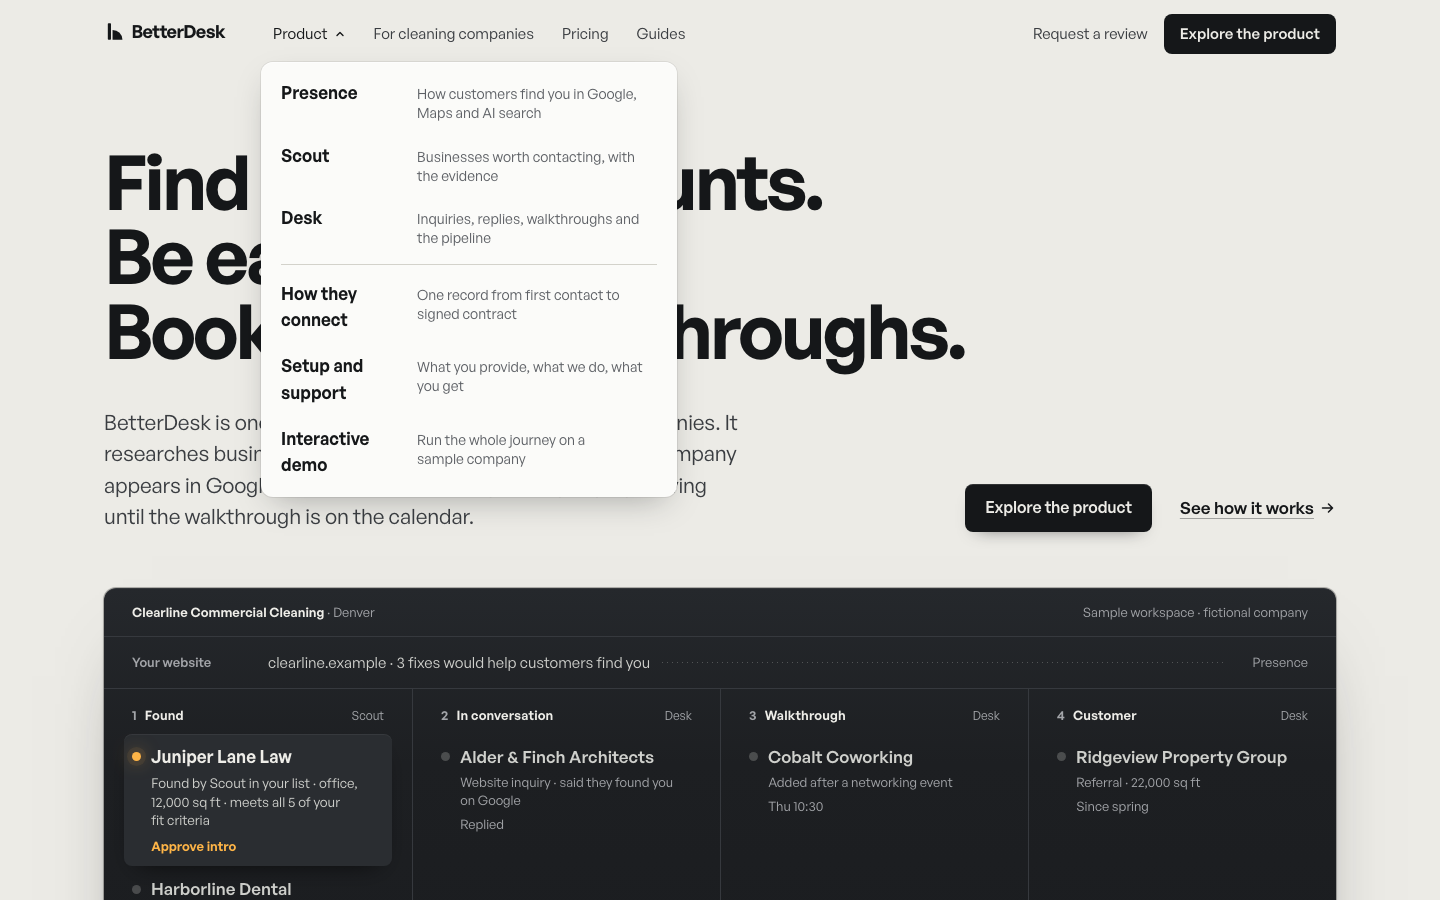 BetterDesk
Product
For cleaning companies
Pricing
Guides
Request a review
Explore the product
Presence
How customers find you in Google,
Maps and AI search
Scout
Businesses worth contacting, with
the evidence
Desk
Inquiries, replies, walkthroughs and
the pipeline
How they
connect
One record from first contact to
signed contract
Setup and
support
What you provide, what we do, what
you get
Interactive
demo
Run the whole journey on a
sample company
Find
Be
Book
BetterDesk is
nies. It
researches
appears in
until the walkthrough is on the calendar.
Explore the product
See how it works →
Clearline Commercial Cleaning · Denver
Sample workspace · fictional company
Your website
clearline.example · 3 fixes would help customers find you
Presence
1 Found
Scout
Juniper Lane Law
Found by Scout in your list · office,
12,000 sq ft · meets all 5 of your
fit criteria
Approve intro
Harborline Dental
2 In conversation
Desk
Alder & Finch Architects
Website inquiry · said they found you
on Google
Replied
3 Walkthrough
Desk
Cobalt Coworking
Added after a networking event
Thu 10:30
4 Customer
Desk
Ridgeview Property Group
Referral · 22,000 sq ft
Since spring